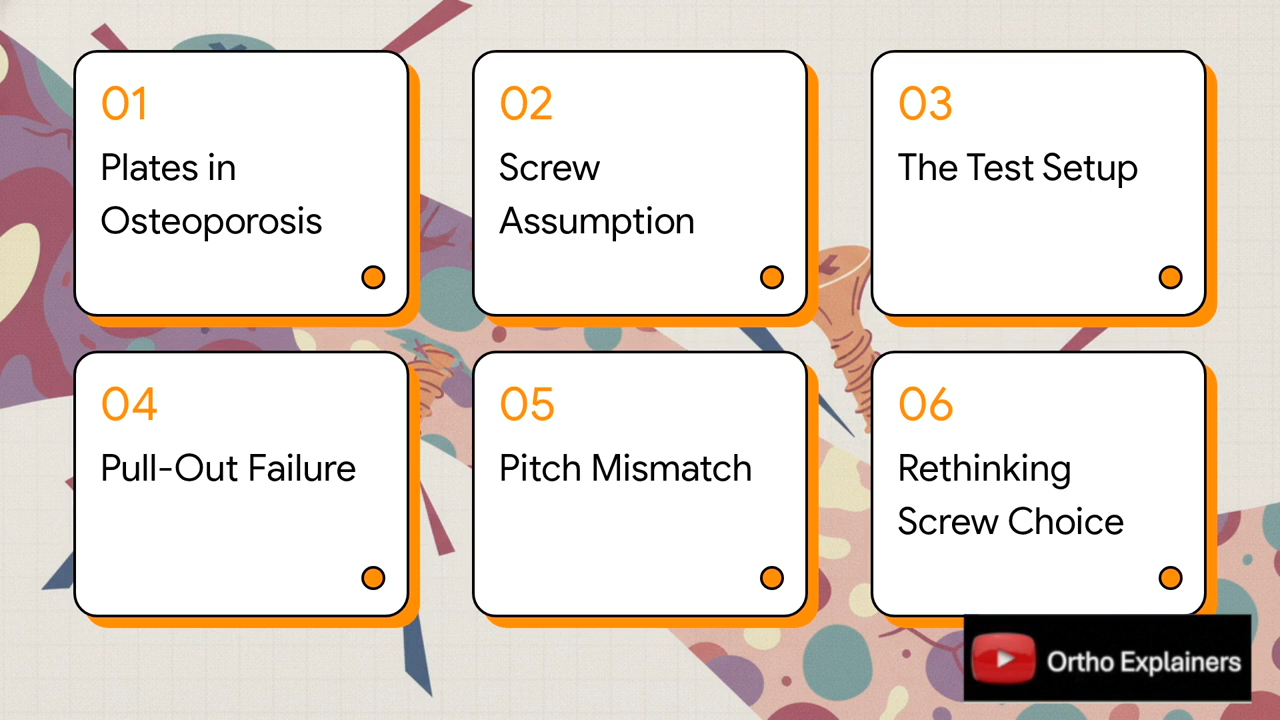 01
Plates in
Osteoporosis
02
Screw
Assumption
03
The Test Setup
04
Pull-Out Failure
05
Pitch Mismatch
06
Rethinking
Screw Choice
Ortho Explainers